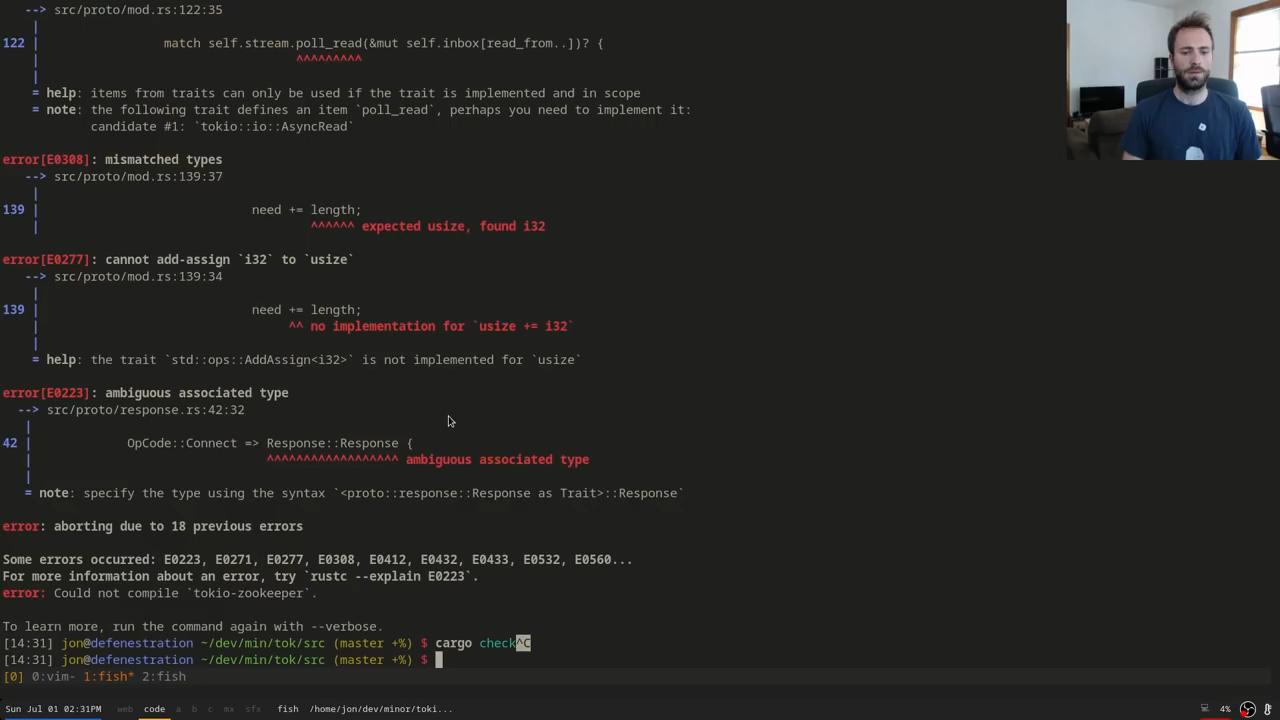 --> src/proto/mod.rs:122:35
|
122 | match self.stream.poll_read(&mut self.inbox[read_from..])? {
| ^^^^^^^^^
|
= help: items from traits can only be used if the trait is implemented and in scope
= note: the following trait defines an item `poll_read`, perhaps you need to implement it:
candidate #1: `tokio::io::AsyncRead`
error[E0308]: mismatched types
--> src/proto/mod.rs:139:37
|
139 | need += length;
| ^^^^^^ expected usize, found i32
error[E0277]: cannot add-assign `i32` to `usize`
--> src/proto/mod.rs:139:34
|
139 | need += length;
| ^^ no implementation for `usize += i32`
|
= help: the trait `std::ops::AddAssign<i32>` is not implemented for `usize`
error[E0223]: ambiguous associated type
--> src/proto/response.rs:42:32
|
42 | OpCode::Connect => Response::Response {
| ^^^^^^^^^^^^^^^^^^ ambiguous associated type
|
= note: specify the type using the syntax `<proto::response::Response as Trait>::Response`
error: aborting due to 18 previous errors
Some errors occurred: E0223, E0271, E0277, E0308, E0412, E0432, E0433, E0532, E0560...
For more information about an error, try `rustc --explain E0223`.
error: Could not compile `tokio-zookeeper`.
To learn more, run the command again with --verbose.
[14:31] jon@defenestration ~/dev/min/tok/src (master +%) $ cargo check^C
[14:31] jon@defenestration ~/dev/min/tok/src (master +%) $
[0] 0:vim- 1:fish* 2:fish
Sun Jul 01 02:31PM web code a b c mx sfx fish /home/jon/dev/minor/toki... 4%